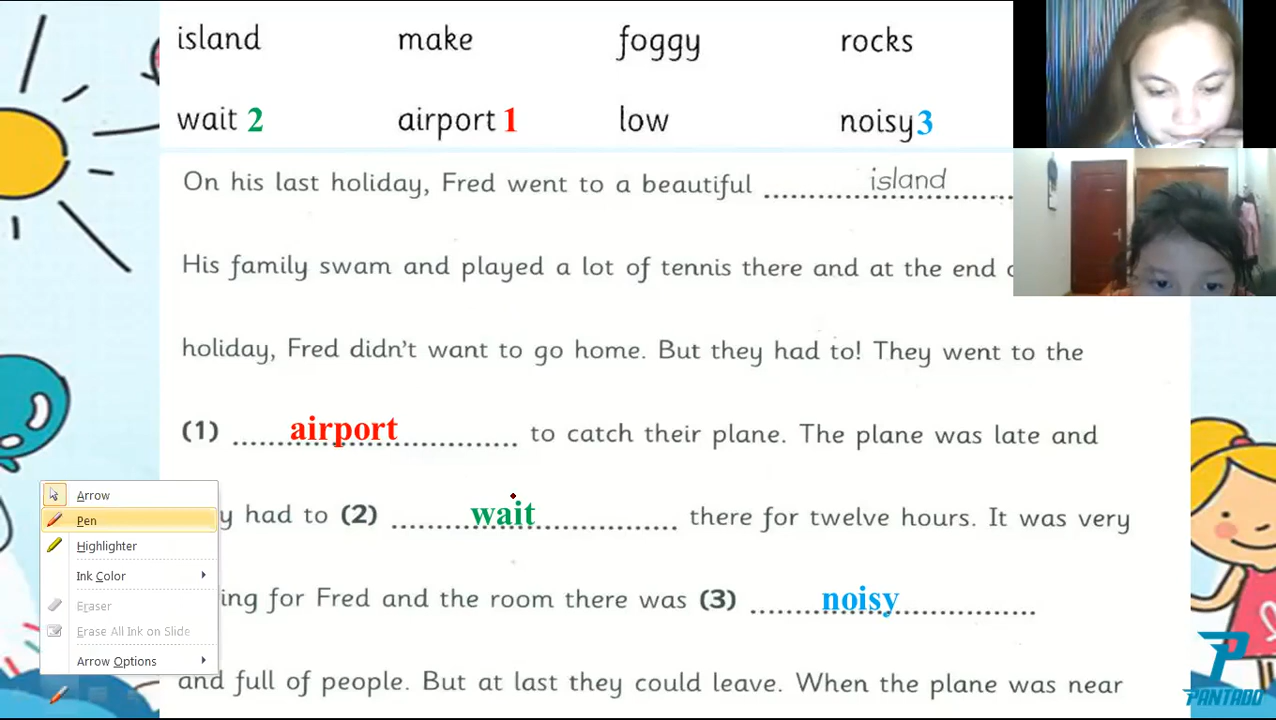 island make foggy rocks
wait 2 airport 1 low noisy 3
On his last holiday, Fred went to a beautiful island
His family swam and played a lot of tennis there and at the end
holiday, Fred didn't want to go home. But they had to! They went to the
(1) airport to catch their plane. The plane was late and
y had to (2) wait there for twelve hours. It was very
ing for Fred and the room there was (3) noisy
and full of people. But at last they could leave. When the plane was near
Arrow
Pen
Highlighter
Ink Color
Eraser
Erase All Ink on Slide
Arrow Options
PANTADO